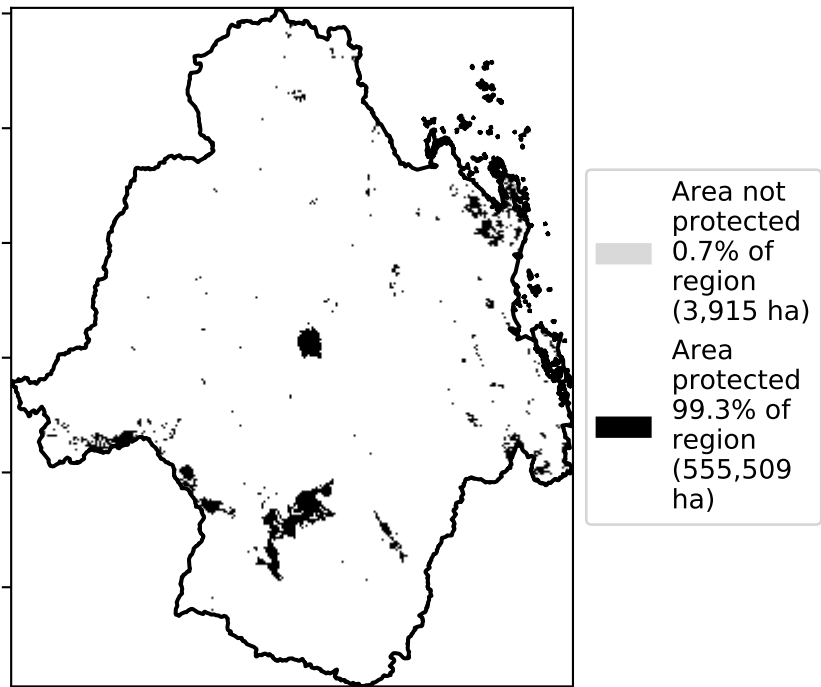 Area not
protected
0.7% of
region
(3,915 ha)
Area
protected
99.3% of
region
(555,509
ha)